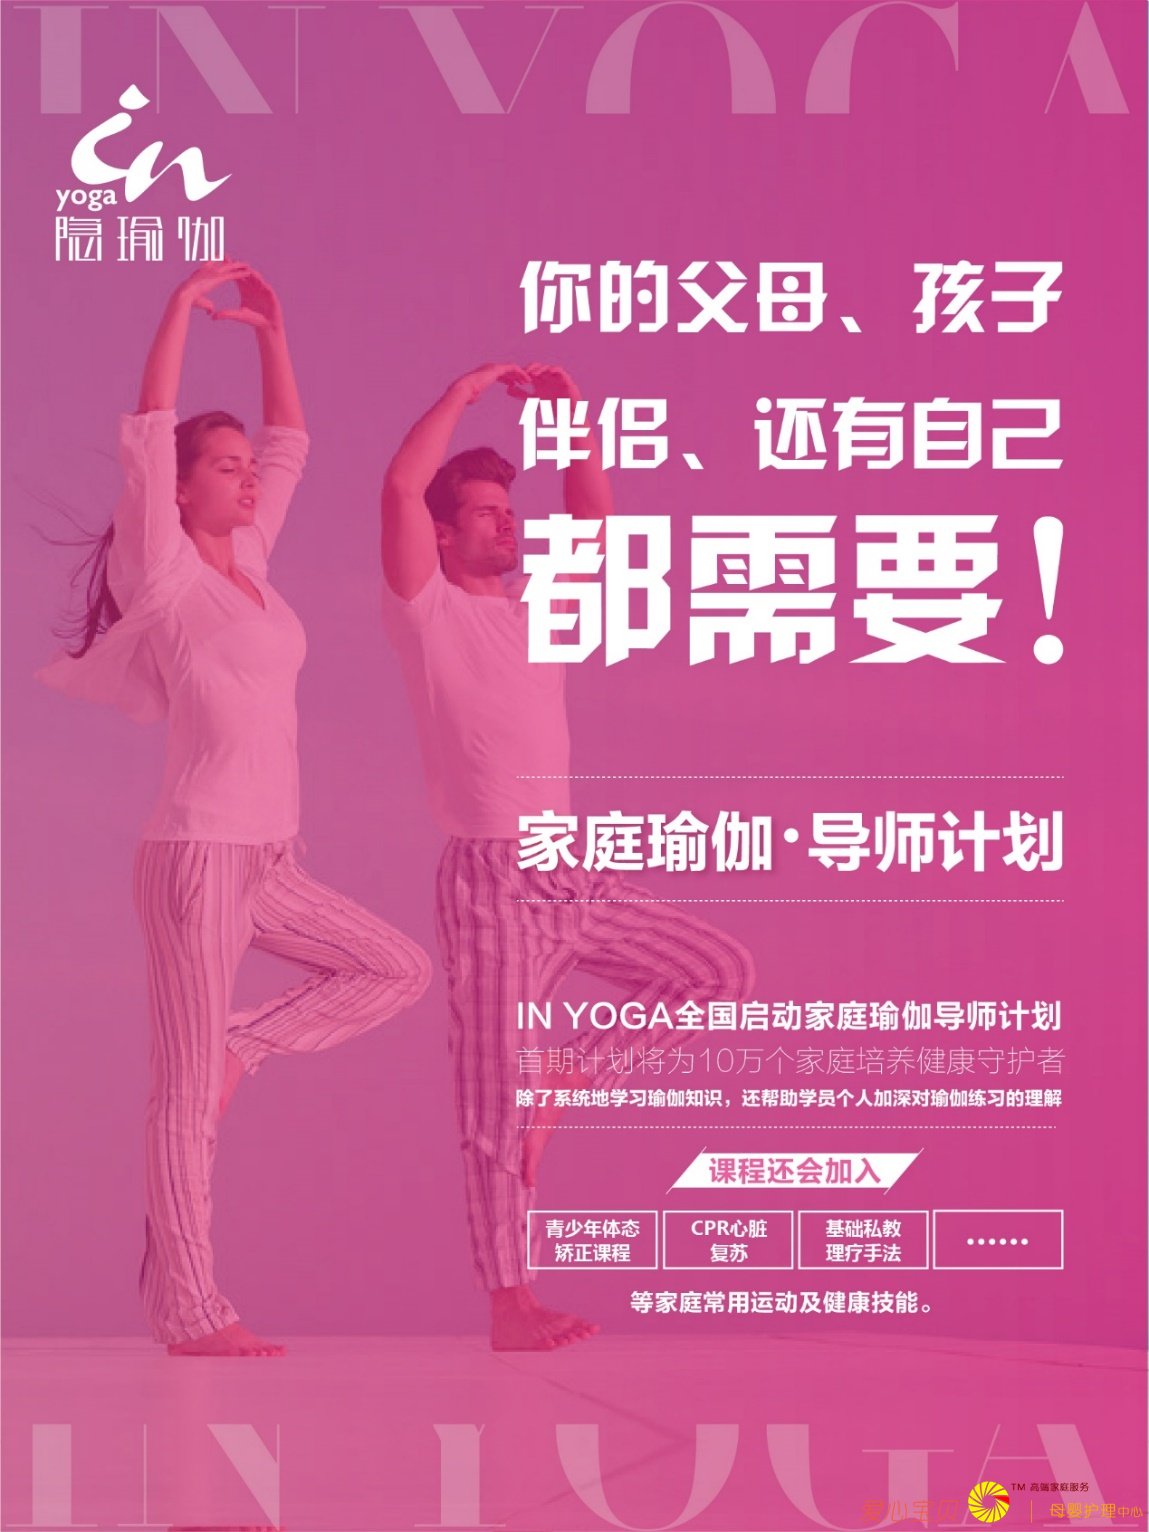 IN YOGA
in
yoga
隐瑜伽
你的父母、孩子
伴侣、还有自己
都需要!
家庭瑜伽·导师计划
IN YOGA全国启动家庭瑜伽导师计划
首期计划将为10万个家庭培养健康守护者
除了系统地学习瑜伽知识，还帮助学员个人加深对瑜伽练习的理解
课程还会加入
青少年体态
矫正课程
CPR心脏
复苏
基础私教
理疗手法
······
等家庭常用运动及健康技能。
IN YOGA
爱心宝贝
TM 高端家庭服务
母婴护理中心